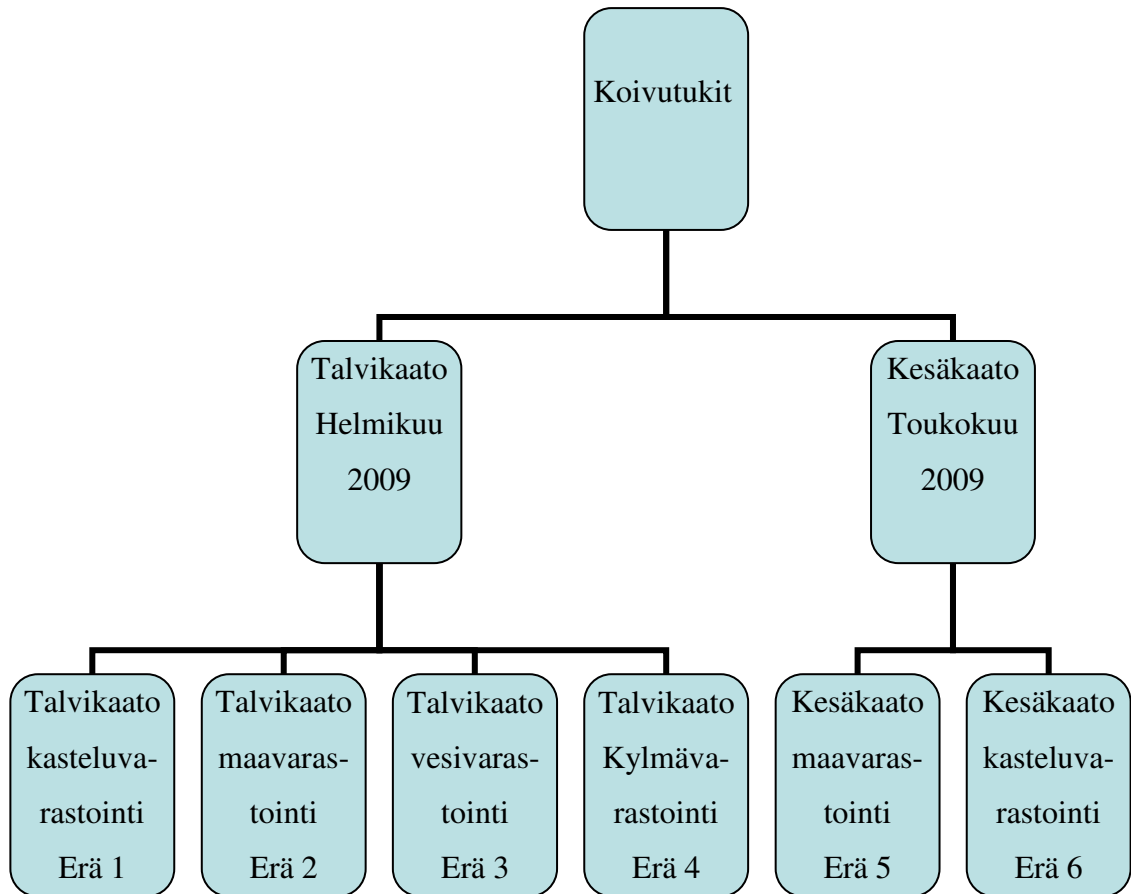 Koivutukit
Talvikaato
Helmikuu
2009
Kesäkaato
Toukokuu
2009
Talvikaato
kasteluva-
rastointi
Erä 1
Talvikaato
maavaras-
tointi
Erä 2
Talvikaato
vesivaras-
tointi
Erä 3
Talvikaato
Kylmäva-
rastointi
Erä 4
Kesäkaato
maavaras-
tointi
Erä 5
Kesäkaato
kasteluva-
rastointi
Erä 6